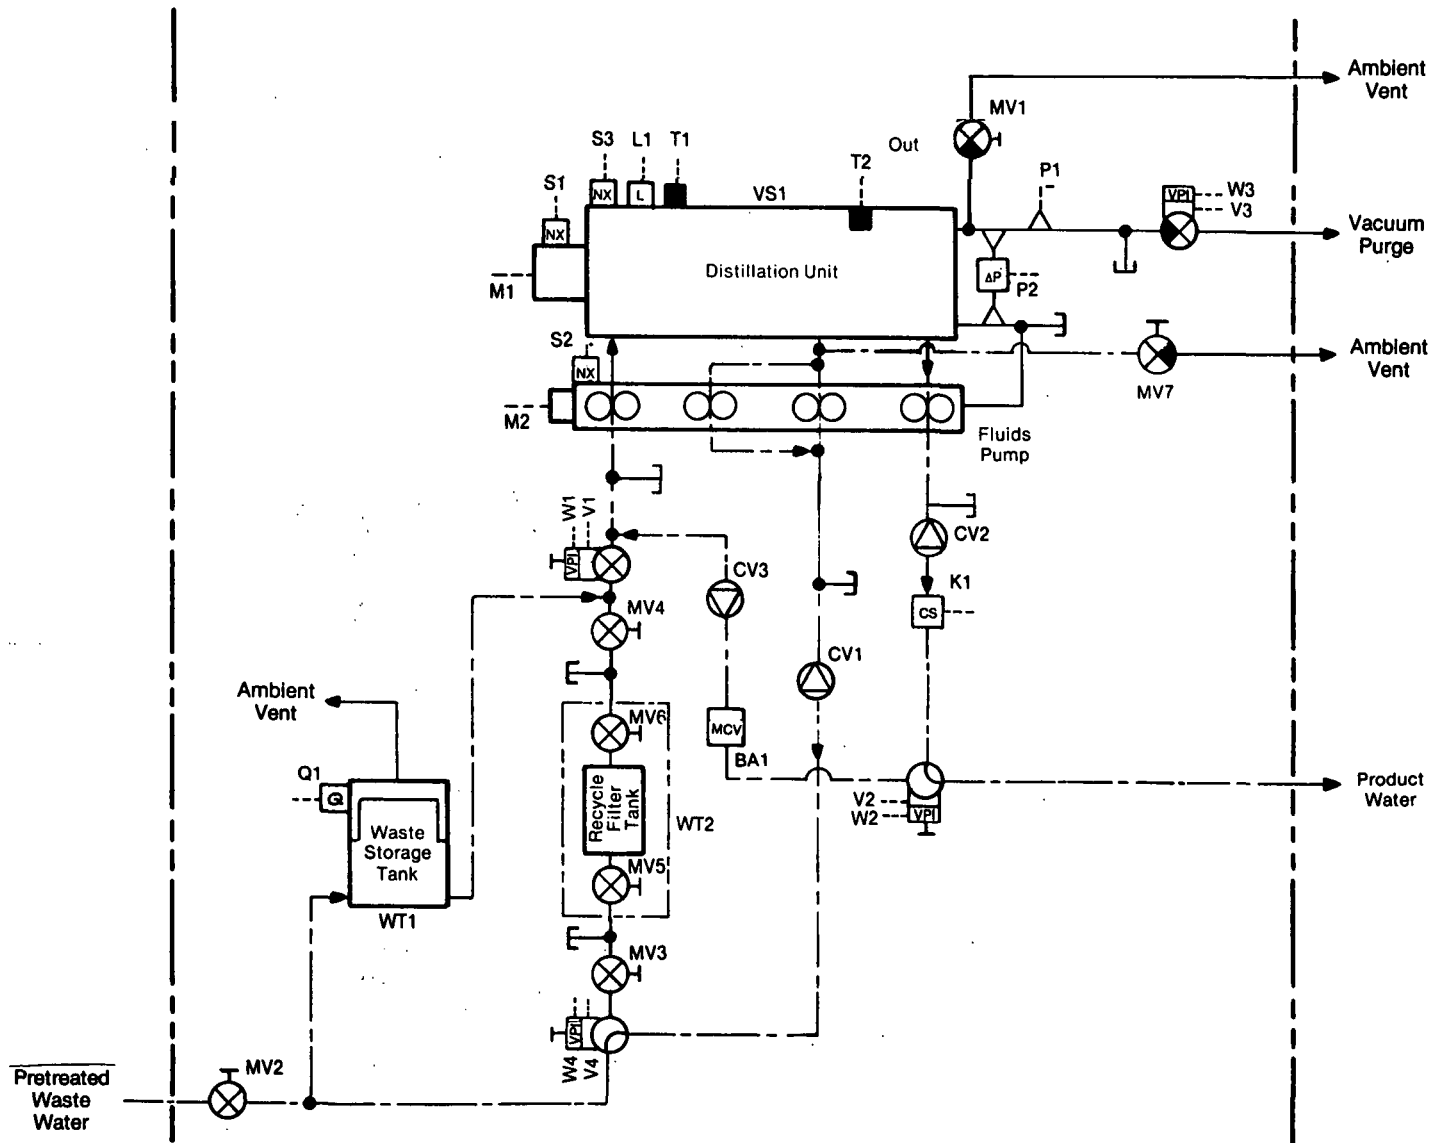 Ambient
Vent
MV1
Out
S3
L1
T1
T2
P1
S1
NX
L
VS1
VPI
W3
V3
NX
Vacuum
Purge
Distillation Unit
ΔP
P2
M1
S2
NX
Ambient
Vent
MV7
M2
Fluids
Pump
W1
V1
VPI
CV2
CV3
K1
MV4
CS
CV1
Ambient
Vent
MV6
MCV
BA1
Q1
Q
Product
Water
V2
W2
VPI
Recycle
Filter
Tank
WT2
Waste
Storage
Tank
MV5
WT1
MV3
VPI
W4
V4
MV2
Pretreated
Waste
Water